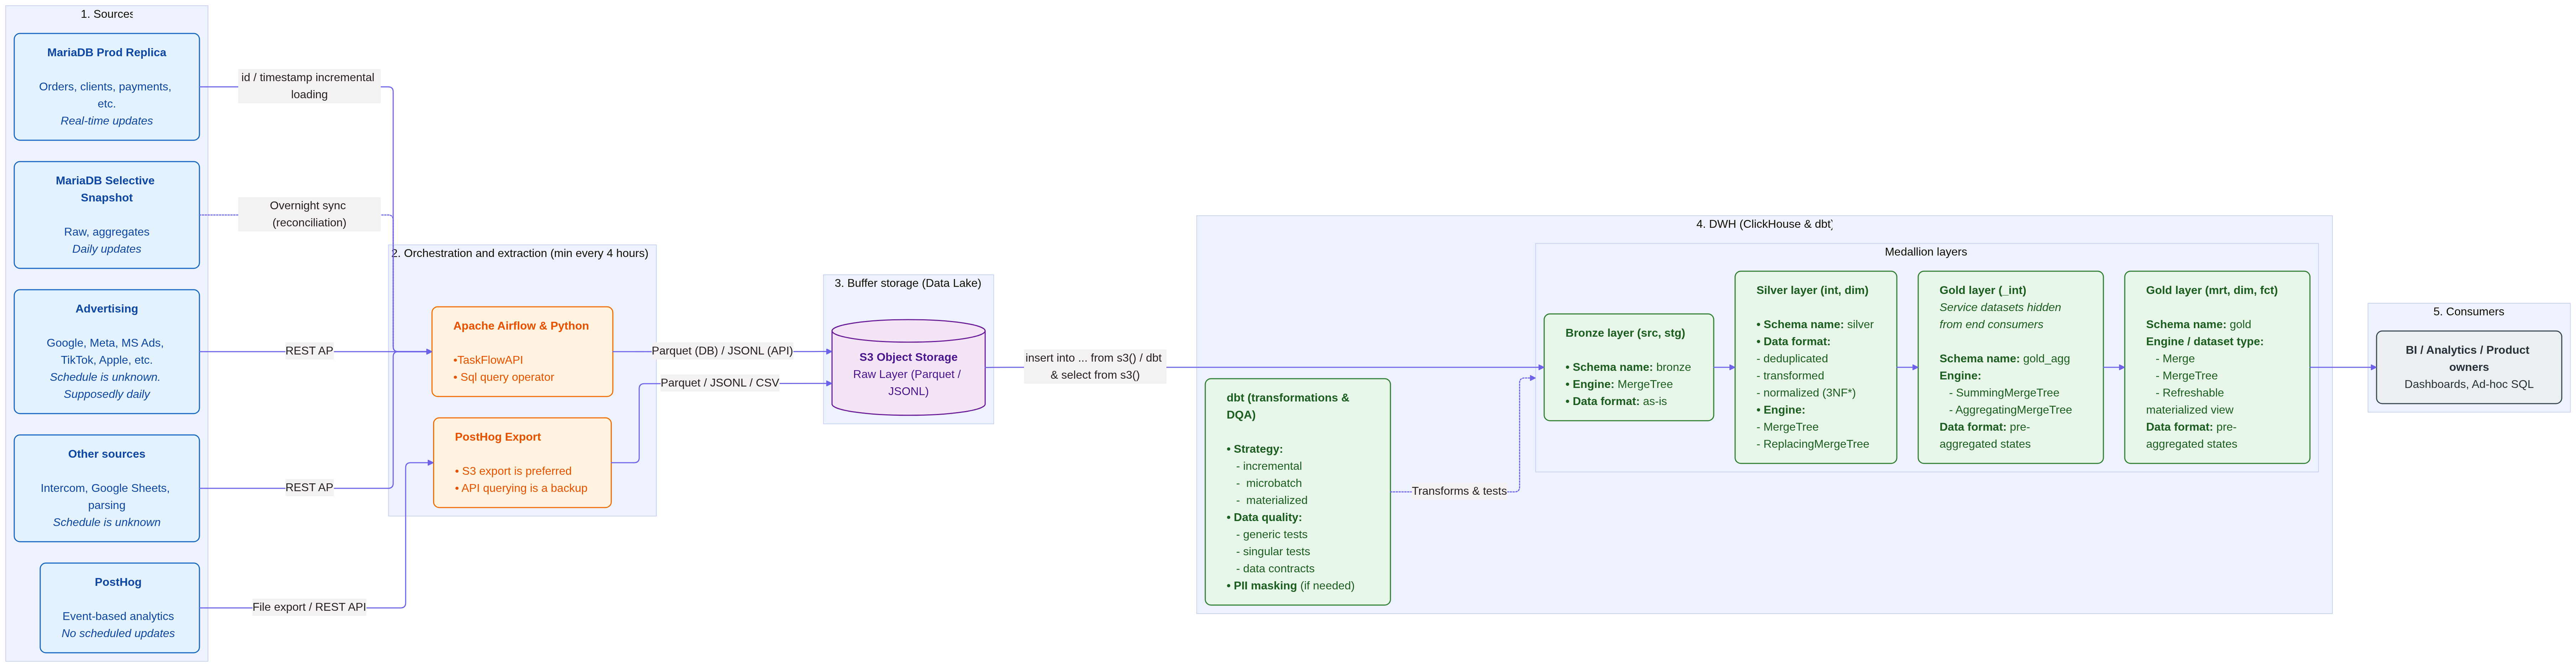 1. Sources
MariaDB Prod Replica
Orders, clients, payments,
etc.
Real-time updates
id / timestamp incremental
loading
MariaDB Selective
Snapshot
Raw, aggregates
Daily updates
Overnight sync
(reconciliation)
Advertising
Google, Meta, MS Ads,
TikTok, Apple, etc.
Schedule is unknown.
Supposedly daily
REST AP
Other sources
Intercom, Google Sheets,
parsing
Schedule is unknown
REST AP
PostHog
Event-based analytics
No scheduled updates
File export / REST API
2. Orchestration and extraction (min every 4 hours)
Apache Airflow & Python
•TaskFlowAPI
• Sql query operator
Parquet (DB) / JSONL (API)
PostHog Export
• S3 export is preferred
• API querying is a backup
Parquet / JSONL / CSV
3. Buffer storage (Data Lake)
S3 Object Storage
Raw Layer (Parquet /
JSONL)
insert into ... from s3() / dbt
& select from s3()
4. DWH (ClickHouse & dbt)
dbt (transformations &
DQA)
• Strategy:
- incremental
- microbatch
- materialized
• Data quality:
- generic tests
- singular tests
- data contracts
• PII masking (if needed)
Transforms & tests
Medallion layers
Bronze layer (src, stg)
• Schema name: bronze
• Engine: MergeTree
• Data format: as-is
Silver layer (int, dim)
• Schema name: silver
• Data format:
- deduplicated
- transformed
- normalized (3NF*)
• Engine:
- MergeTree
- ReplacingMergeTree
Gold layer (_int)
Service datasets hidden
from end consumers
Schema name: gold_agg
Engine:
- SummingMergeTree
- AggregatingMergeTree
Data format: pre-
aggregated states
Gold layer (mrt, dim, fct)
Schema name: gold
Engine / dataset type:
- Merge
- MergeTree
- Refreshable
materialized view
Data format: pre-
aggregated states
5. Consumers
BI / Analytics / Product
owners
Dashboards, Ad-hoc SQL